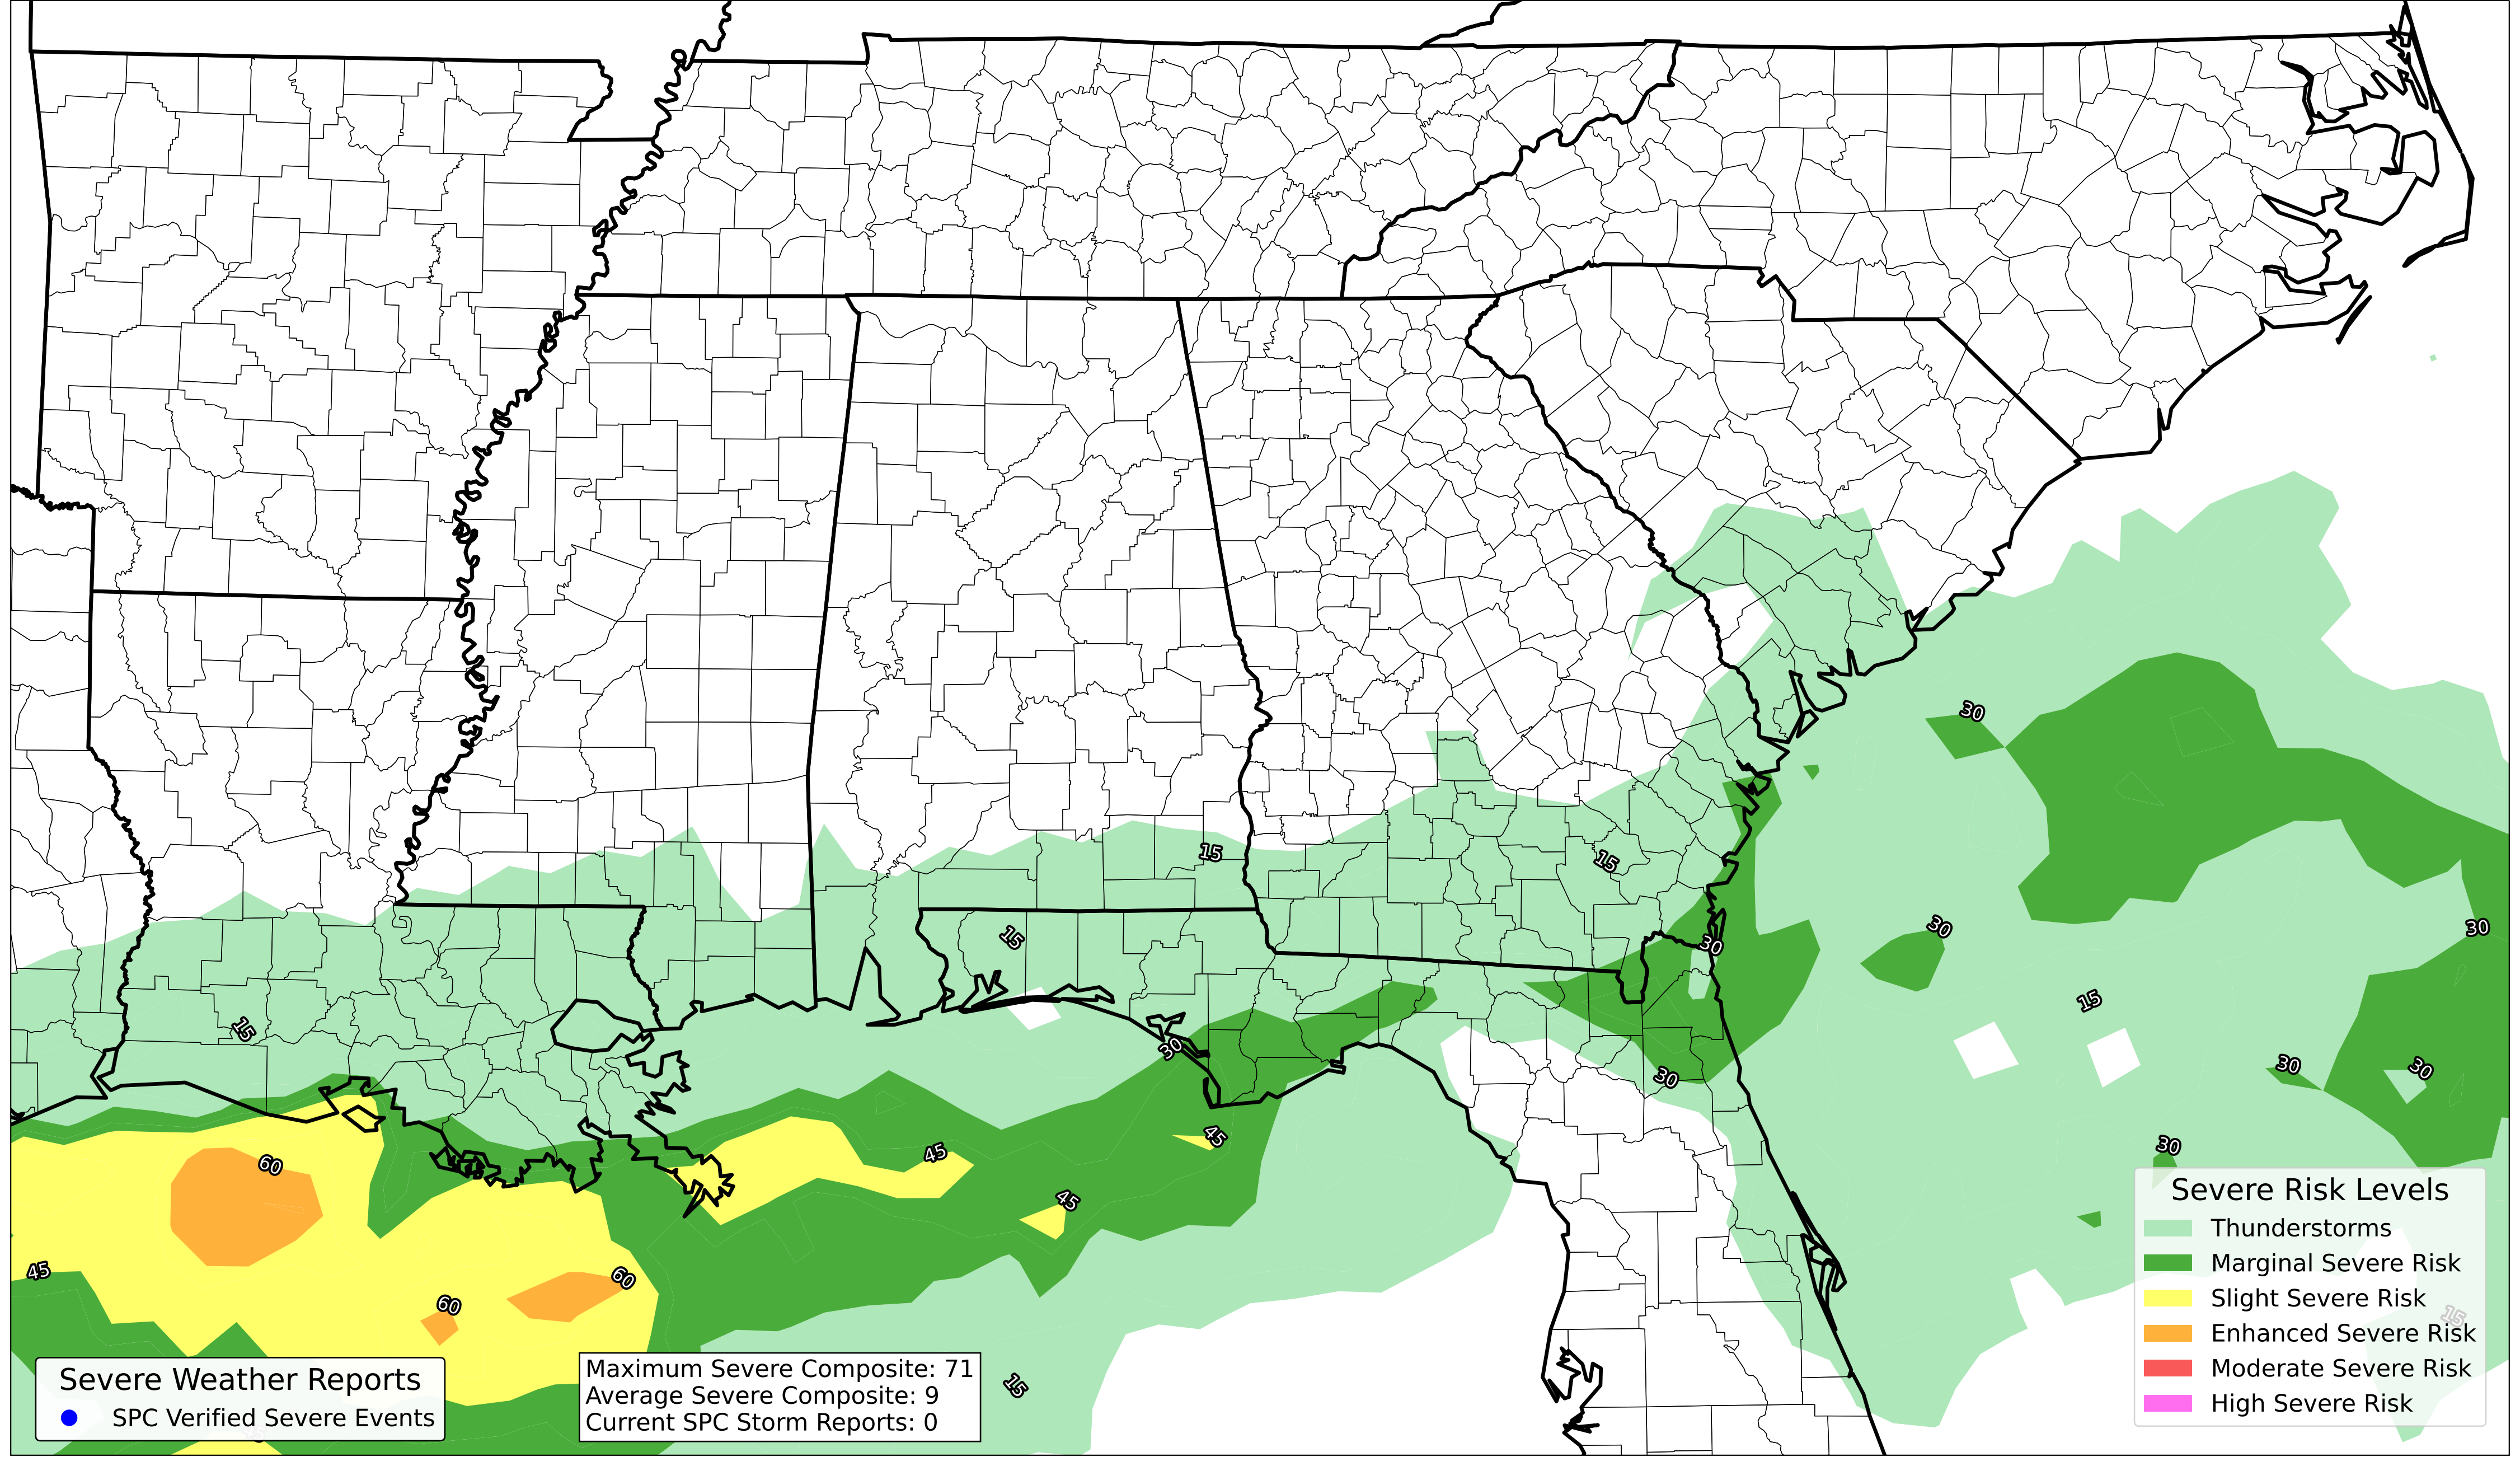 30
15
15
30
30
15
30
15
15
30
30
30
30
45
30
45
60
45
45
60
60
15
15
Severe Risk Levels
Thunderstorms
Marginal Severe Risk
Slight Severe Risk
Enhanced Severe Risk
Moderate Severe Risk
High Severe Risk
Severe Weather Reports
SPC Verified Severe Events
Maximum Severe Composite: 71
Average Severe Composite: 9
Current SPC Storm Reports: 0